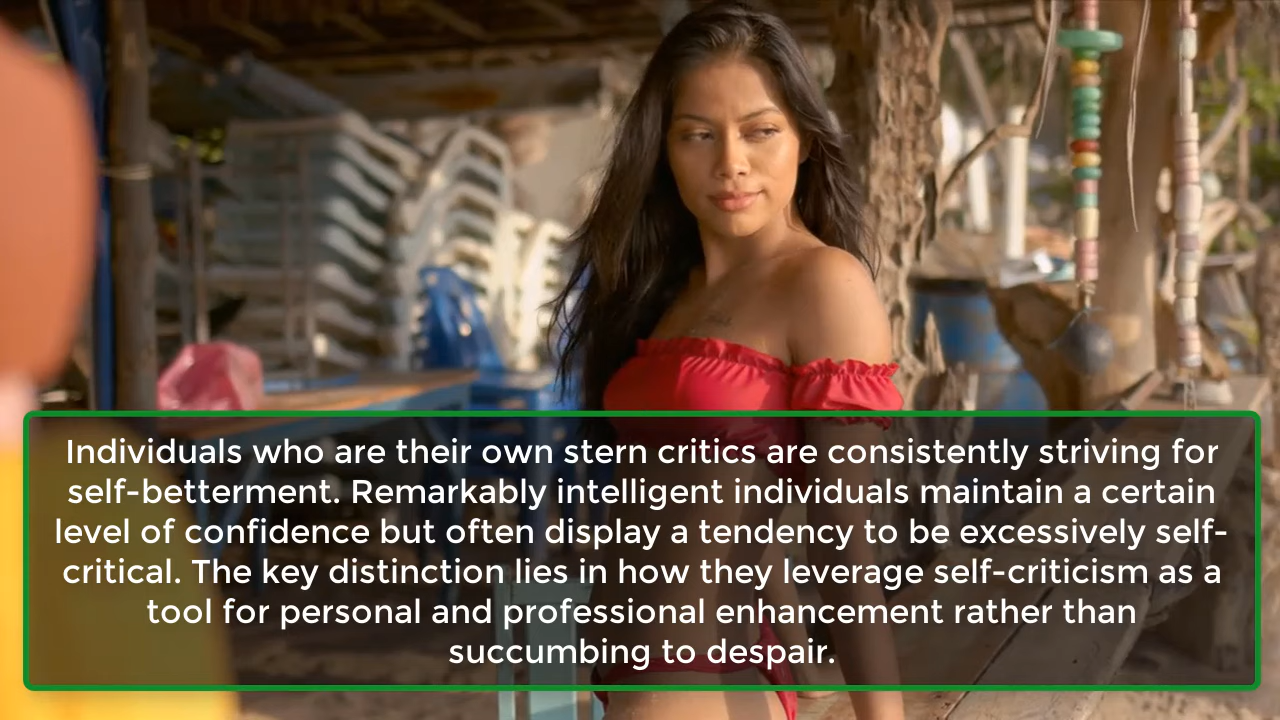 Individuals who are their own stern critics are consistently striving for
self-betterment. Remarkably intelligent individuals maintain a certain
level of confidence but often display a tendency to be excessively self-
critical. The key distinction lies in how they leverage self-criticism as a
tool for personal and professional enhancement rather than
succumbing to despair.